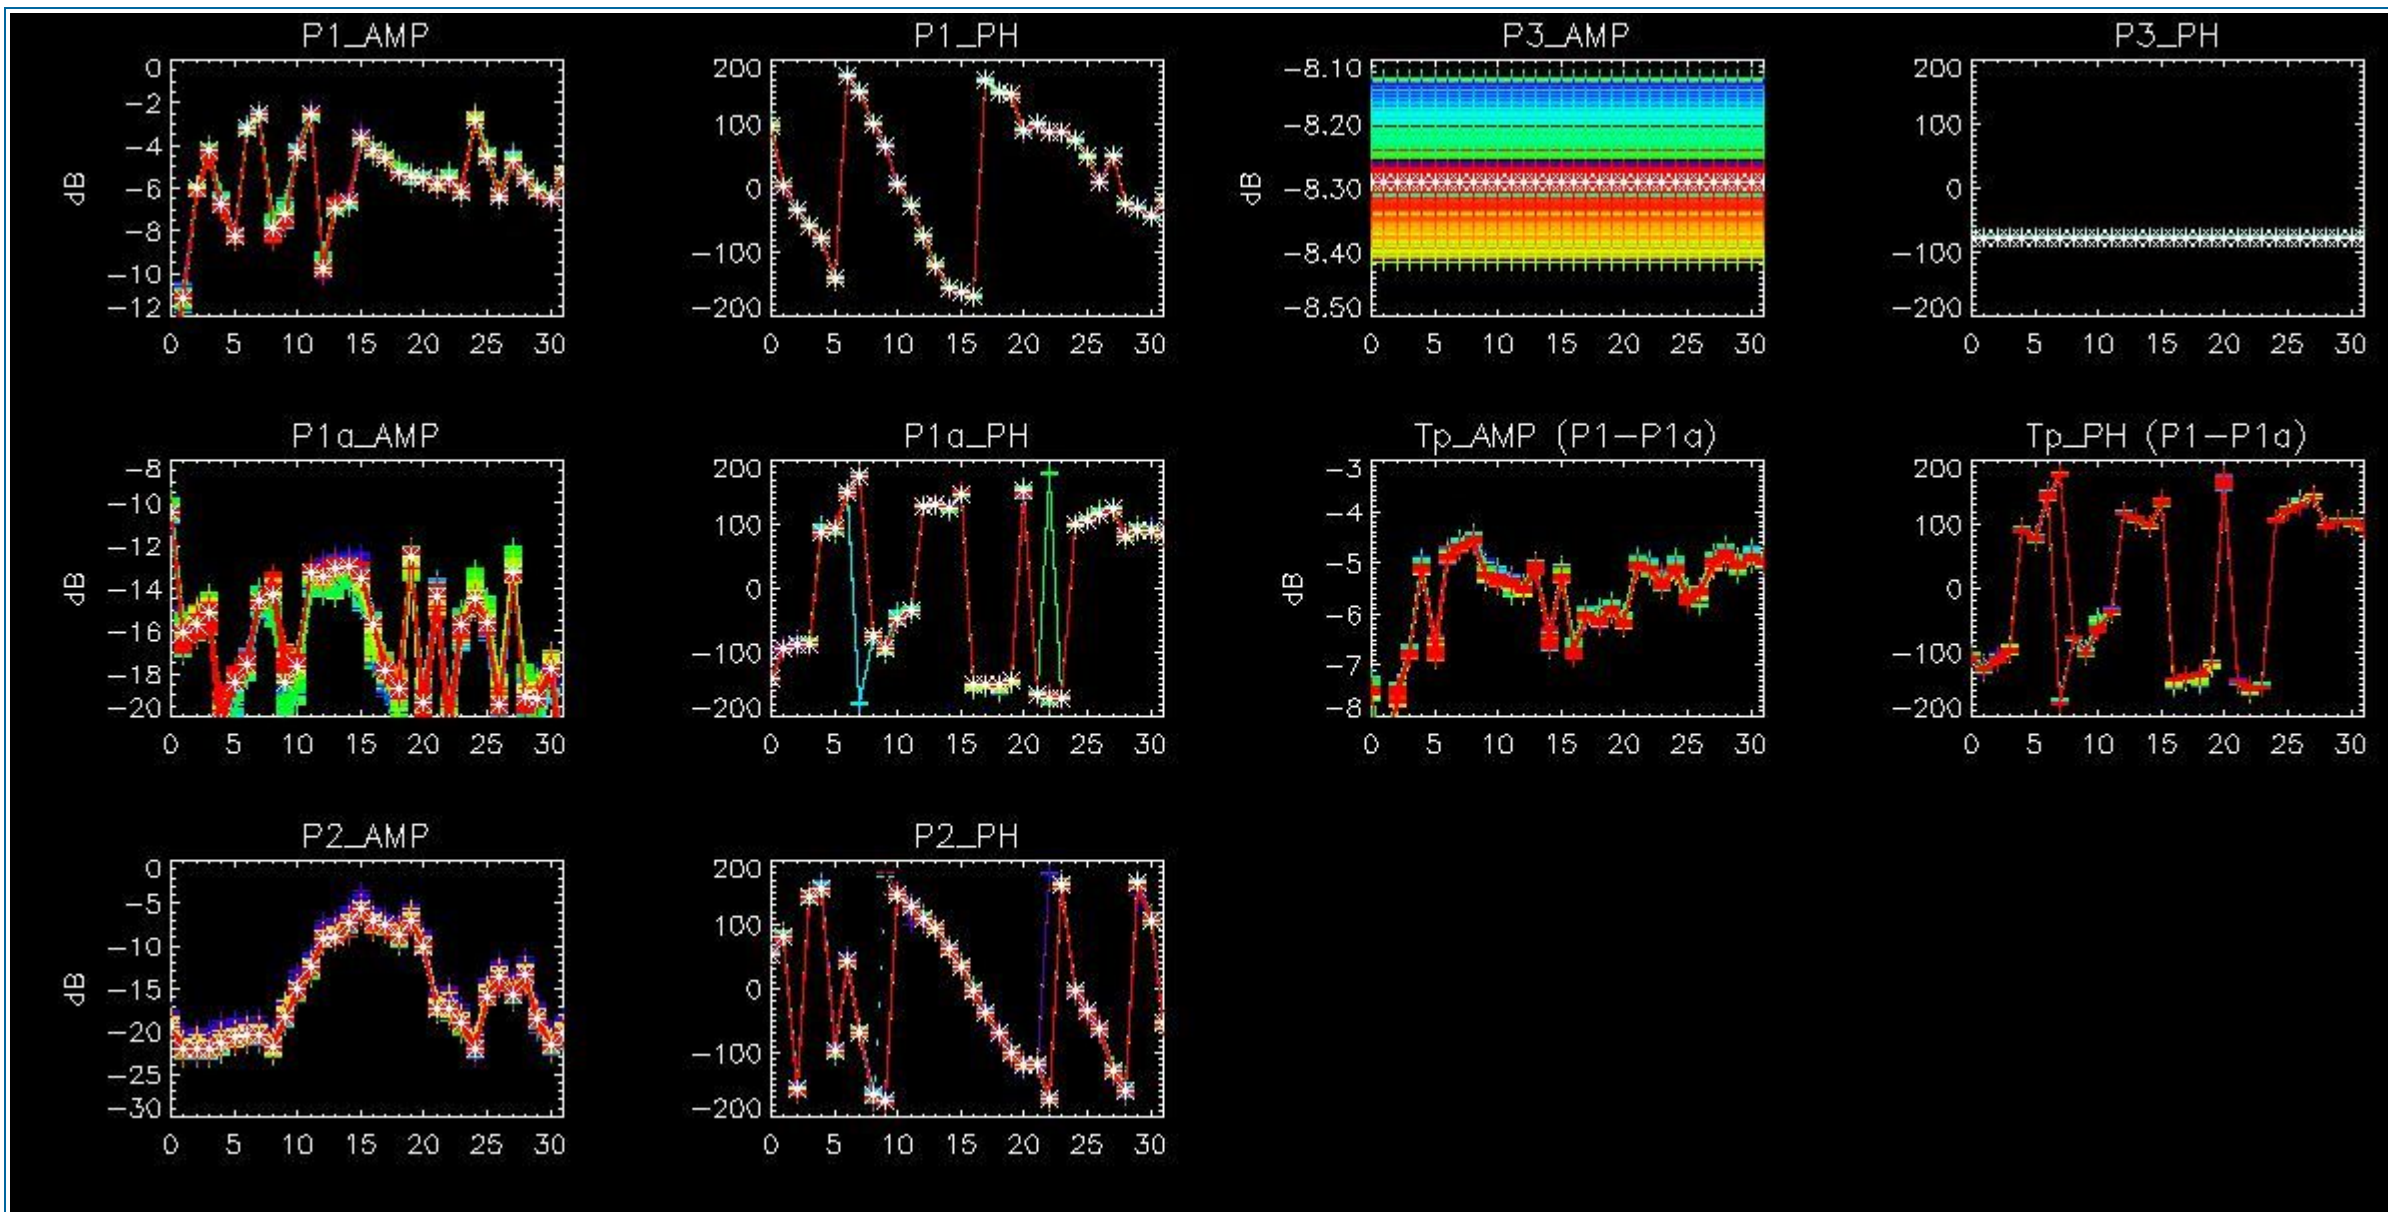 P1_AMP
P1_PH
P3_AMP
P3_PH
0
−2
−4
−6
−8
−10
−12
dB
0 5 10 15 20 25 30
200
100
0
−100
−200
0 5 10 15 20 25 30
−8.10
−8.20
−8.30
−8.40
−8.50
dB
0 5 10 15 20 25 30
200
100
0
−100
−200
0 5 10 15 20 25 30
P1a_AMP
P1a_PH
Tp_AMP (P1−P1a)
Tp_PH (P1−P1a)
−8
−10
−12
−14
−16
−18
−20
dB
0 5 10 15 20 25 30
200
100
0
−100
−200
0 5 10 15 20 25 30
−3
−4
−5
−6
−7
−8
dB
0 5 10 15 20 25 30
200
100
0
−100
−200
0 5 10 15 20 25 30
P2_AMP
P2_PH
0
−5
−10
−15
−20
−25
−30
dB
0 5 10 15 20 25 30
200
100
0
−100
−200
0 5 10 15 20 25 30